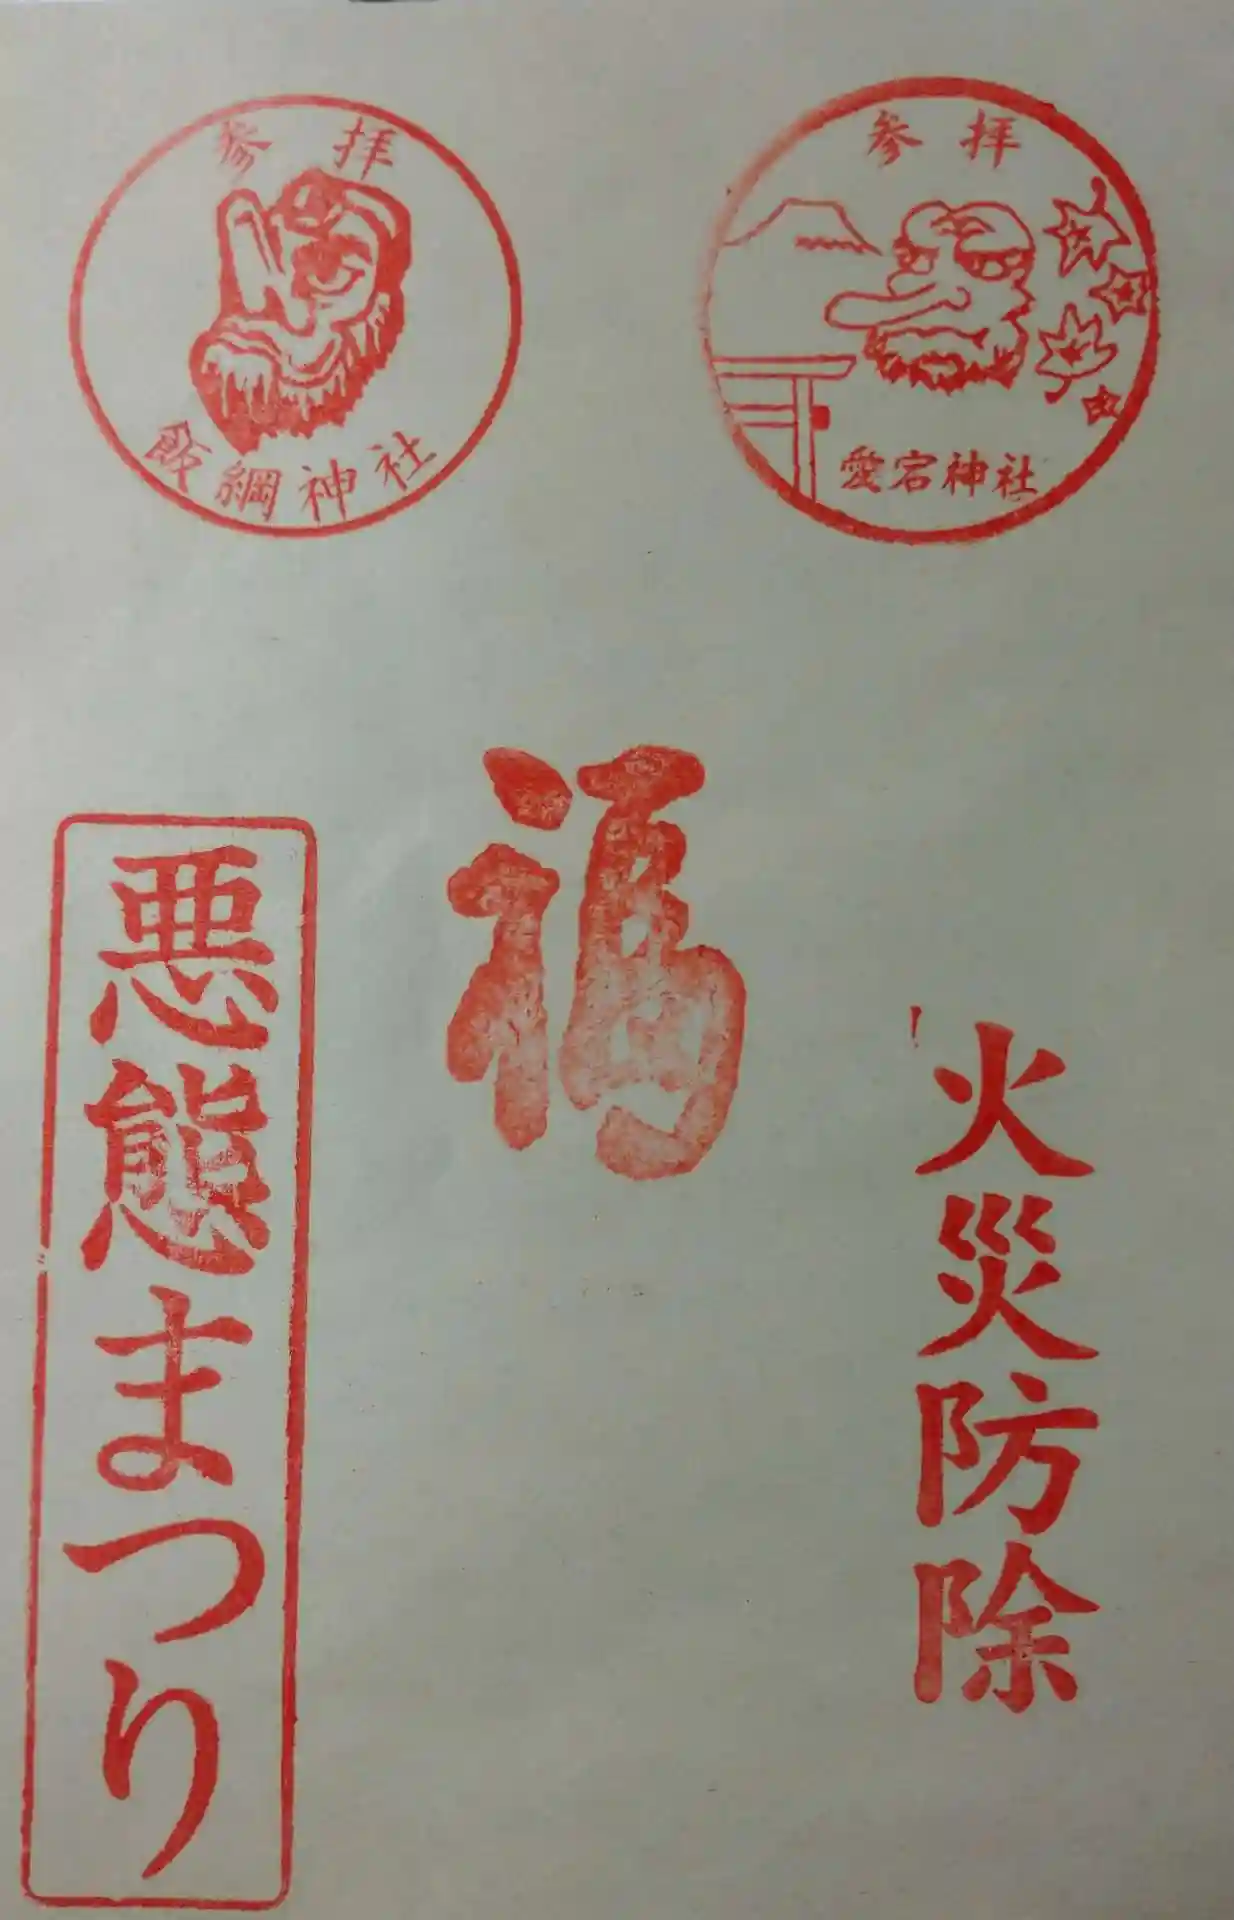 参拝
飯綱神社
参拝
愛宕神社
福
火災防除
悪態まつり